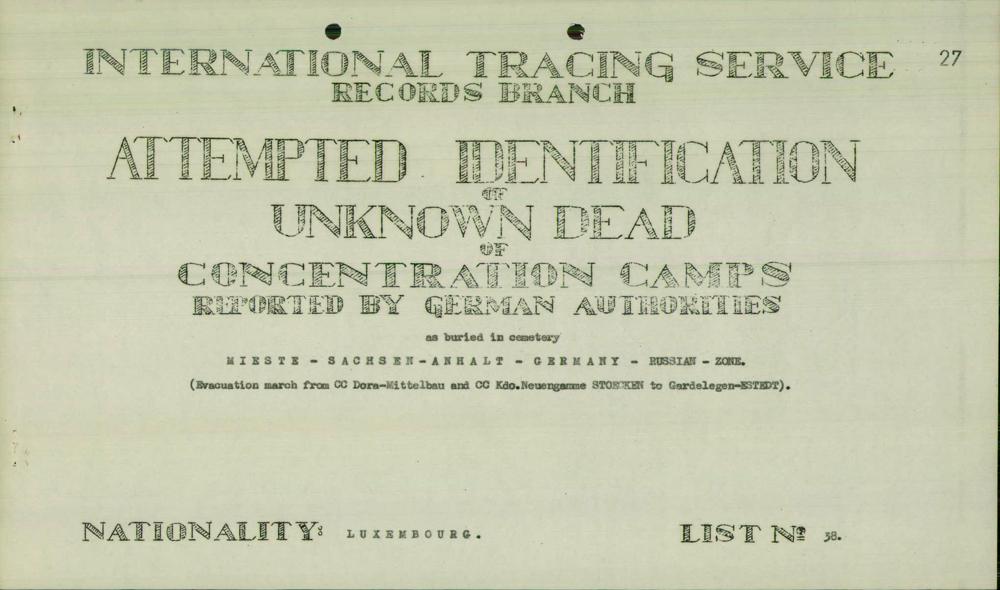 INTERNATIONAL TRACING SERVICE 27
RECORDS BRANCH
ATTEMPTED IDENTIFICATION
OF
UNKNOWN DEAD
OF
CONCENTRATION CAMPS
REPORTED BY GERMAN AUTHORITIES
as buried in cemetery
MIESTE - SACHSEN-ANHALT - GERMANY - RUSSIAN - ZONE.
(Evacuation march from CC Dora-Mittelbau and CC Kdo.Neuengamme STOECKEN to Gardelegen-ESTEDT).
NATIONALITY: LUXEMBOURG. LIST Nº 38.